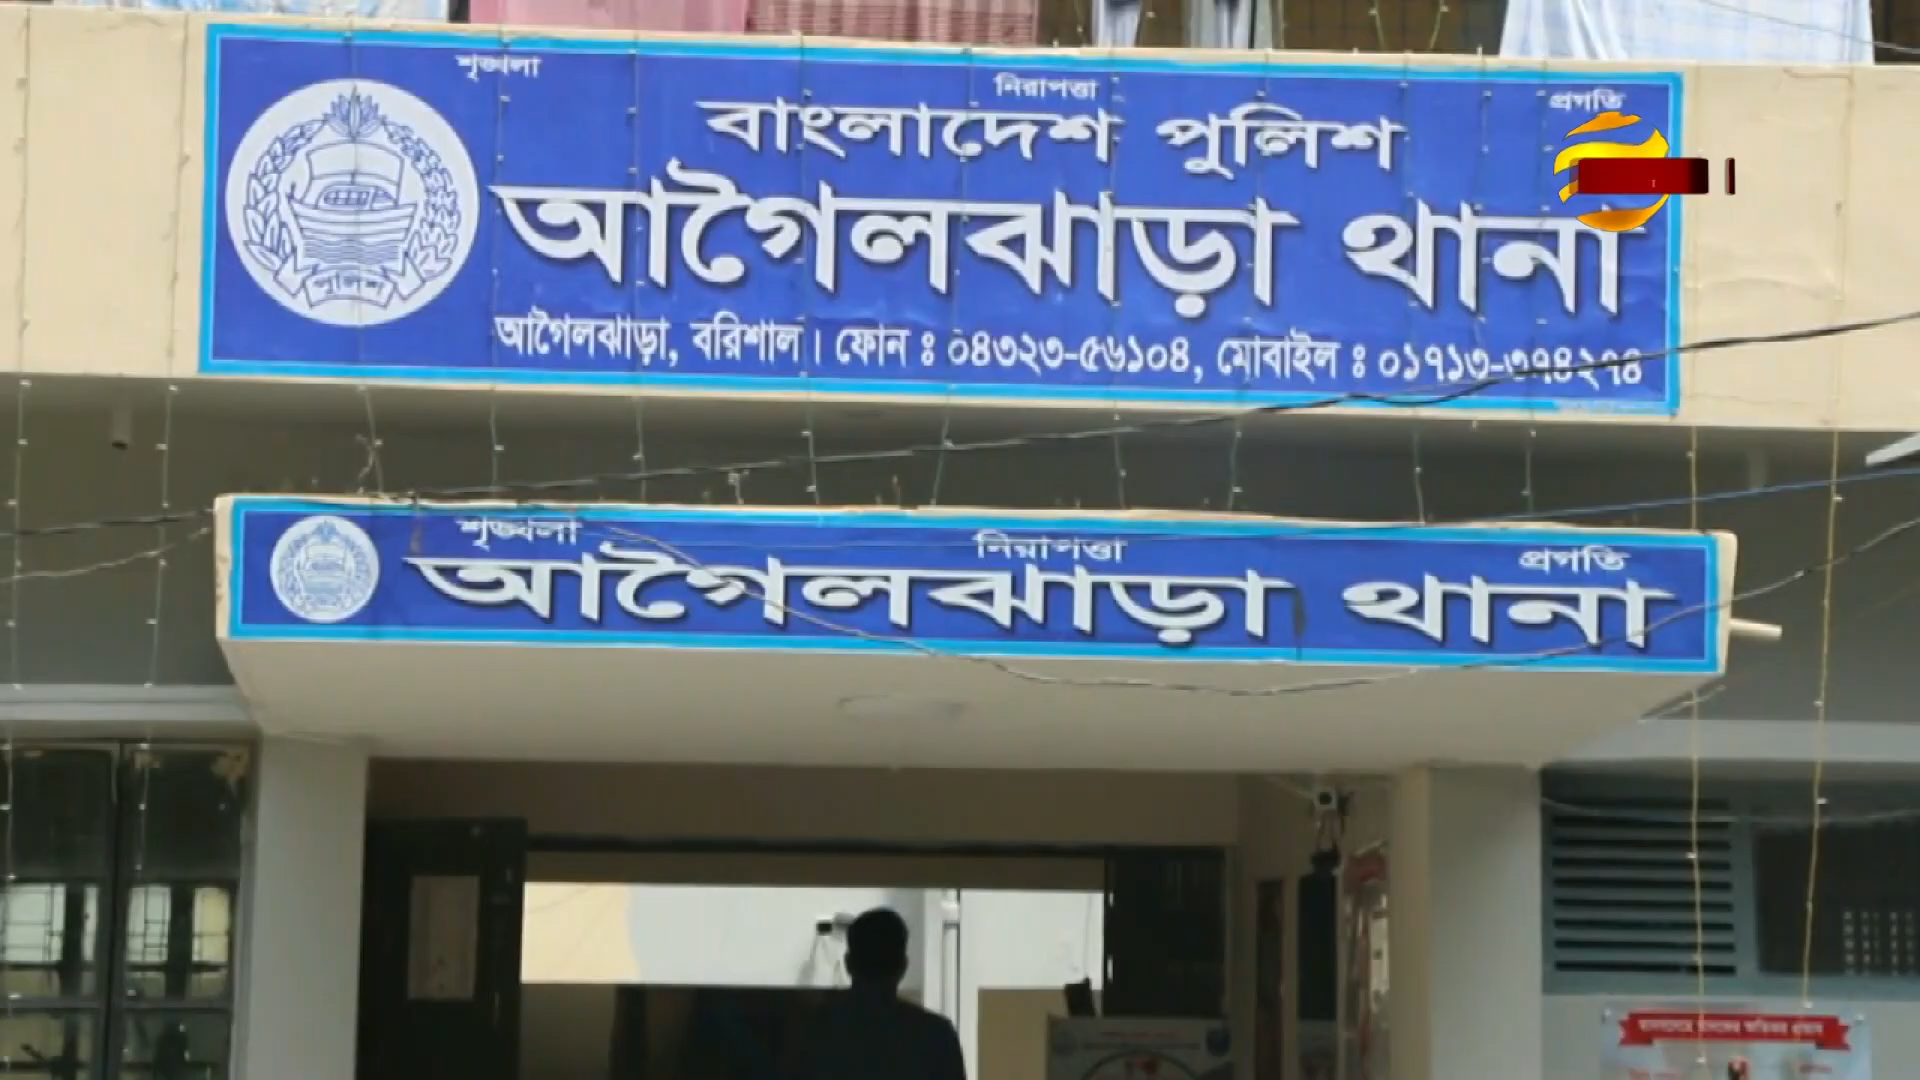 শৃঙ্খলা নিরাপত্তা প্রগতি
বাংলাদেশ পুলিশ
আগৈলঝাড়া থানা
পুলিশ
আগৈলঝাড়া, বরিশাল। ফোন ঃ ০৪৩২৩-৫৬১০৪, মোবাইল ঃ ০১৭১৩-৩৭৪২৭৪
শৃঙ্খলা নিরাপত্তা প্রগতি
আগৈলঝাড়া থানা